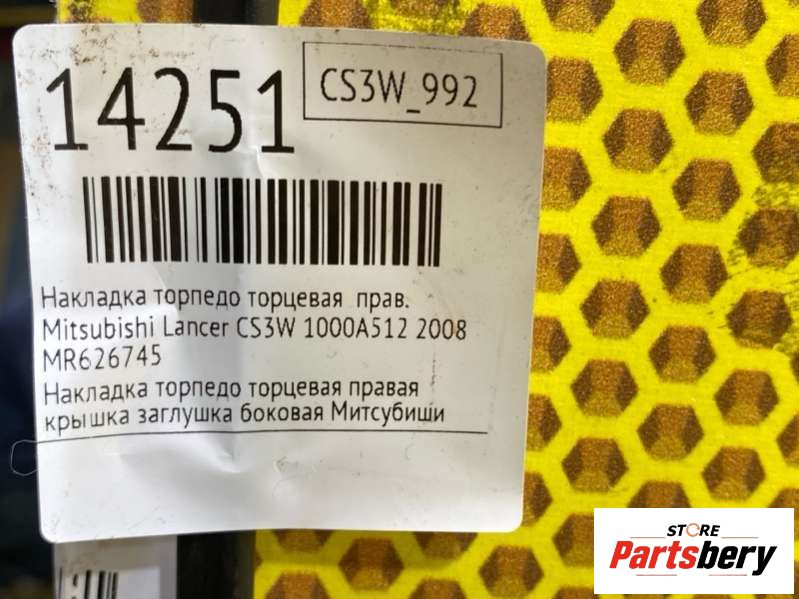 14251
CS3W_992
Накладка торпедо торцевая прав.
Mitsubishi Lancer CS3W 1000A512 2008
MR626745
Накладка торпедо торцевая правая
крышка заглушка боковая Митсубиши
STORE
Partsbery